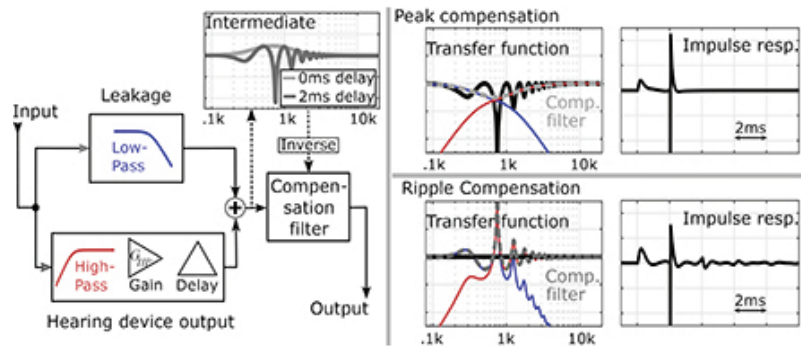 Intermediate
0ms delay
2ms delay
.1k 1k 10k
Leakage
Input
Low-
Pass
Inverse
Compen-
sation
filter
High-
Pass
Gain
Delay
Hearing device output
Output
Peak compensation
Transfer function
Comp.
filter
.1k 1k 10k
Impulse resp.
2ms
Ripple Compensation
Transfer function
Comp.
filter
.1k 1k 10k
Impulse resp.
2ms